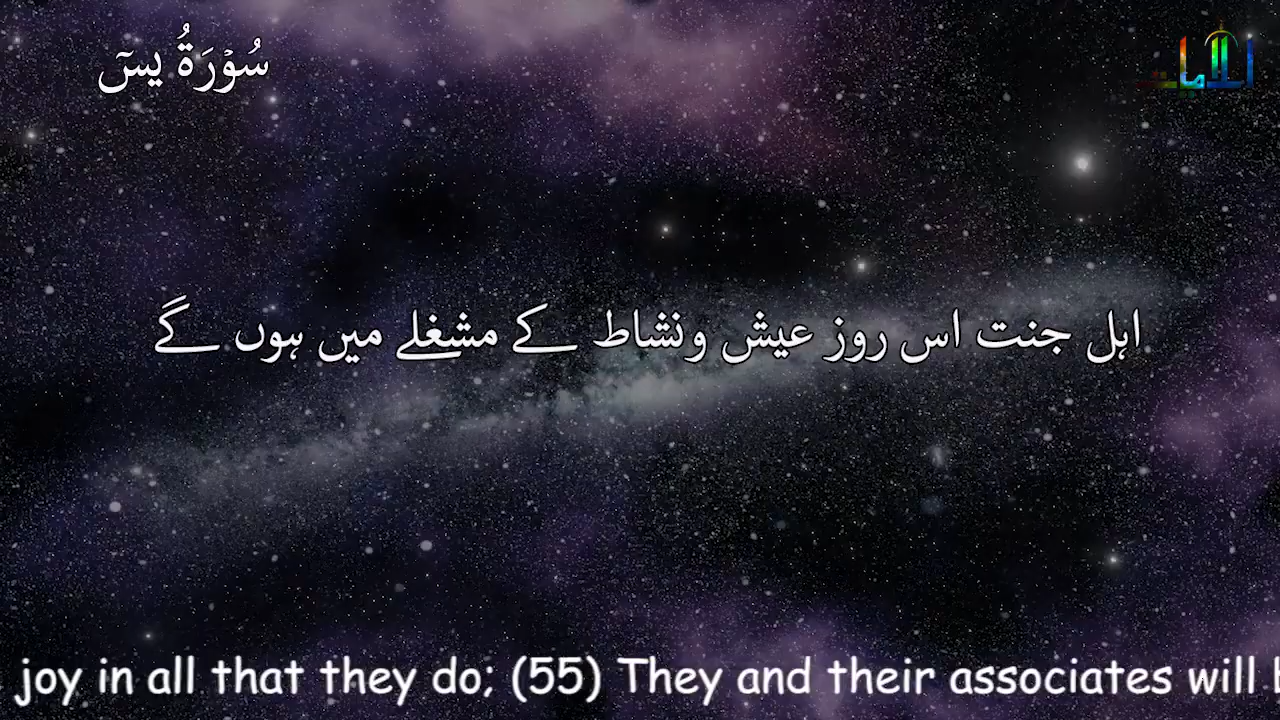 سُوْرَةُ يسٓ
اہل جنت اس روز عیش ونشاط کے مشغلے میں ہوں گے
joy in all that they do; (55) They and their associates will